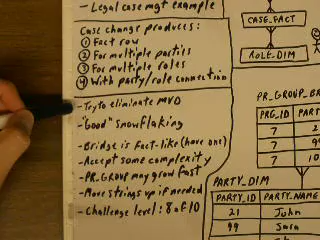 - Legal case mgt example
Case change produces:
① Fact row
② For multiple parties
③ For multiple roles
④ With party/role connection
- Try to eliminate MVD
- "Good" snowflaking
- Bridge is fact-like (have one)
- Accept some complexity
- PR_GROUP may grow fast
- Move strings up if needed
- Challenge level: 8 of 10
CASE_FACT
ROLE_DIM
PR_GROUP_BR
PRG_ID PART
7 2
7 9
7
PARTY_DIM
PARTY_ID PARTY_NAME
21 John
99 Sara